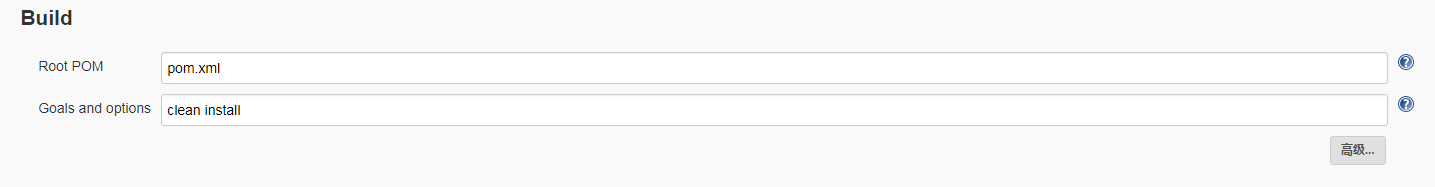 Build
Root POM pom.xml
Goals and options clean install
高级...